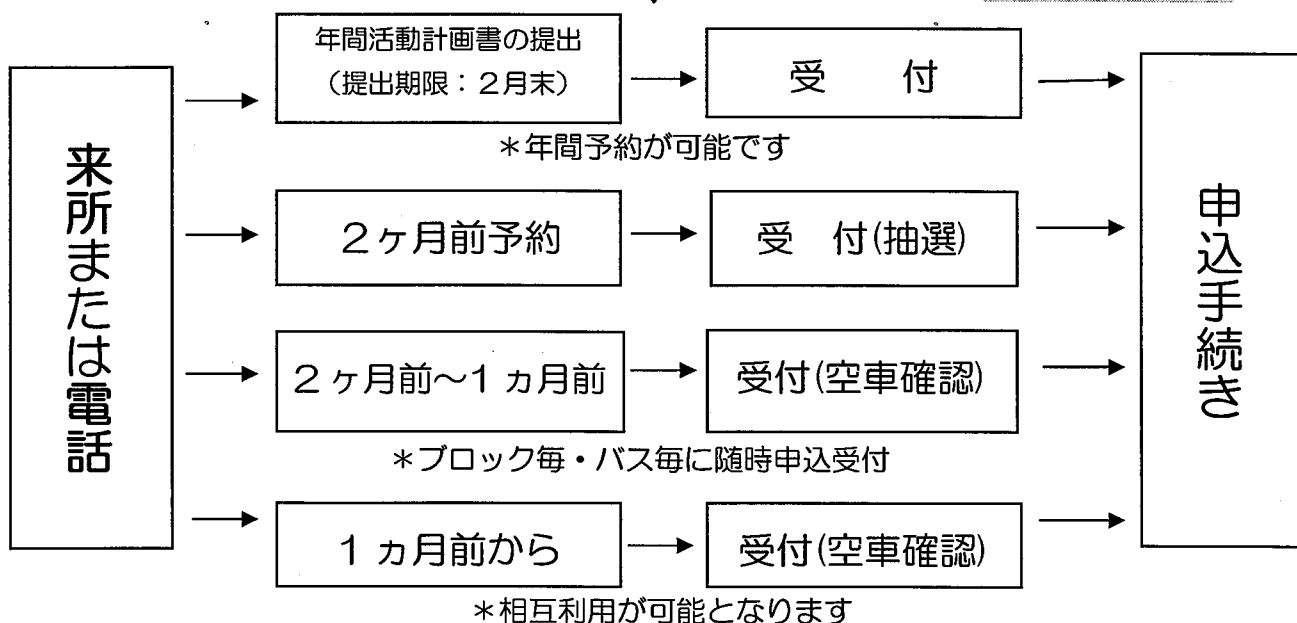 来所または電話
年間活動計画書の提出
（提出期限：２月末）
受　　付
＊年間予約が可能です
２ヶ月前予約
受　付(抽選)
２ヶ月前～１ヵ月前
受付(空車確認)
＊ブロック毎・バス毎に随時申込受付
１ヵ月前から
受付(空車確認)
＊相互利用が可能となります
申込手続き